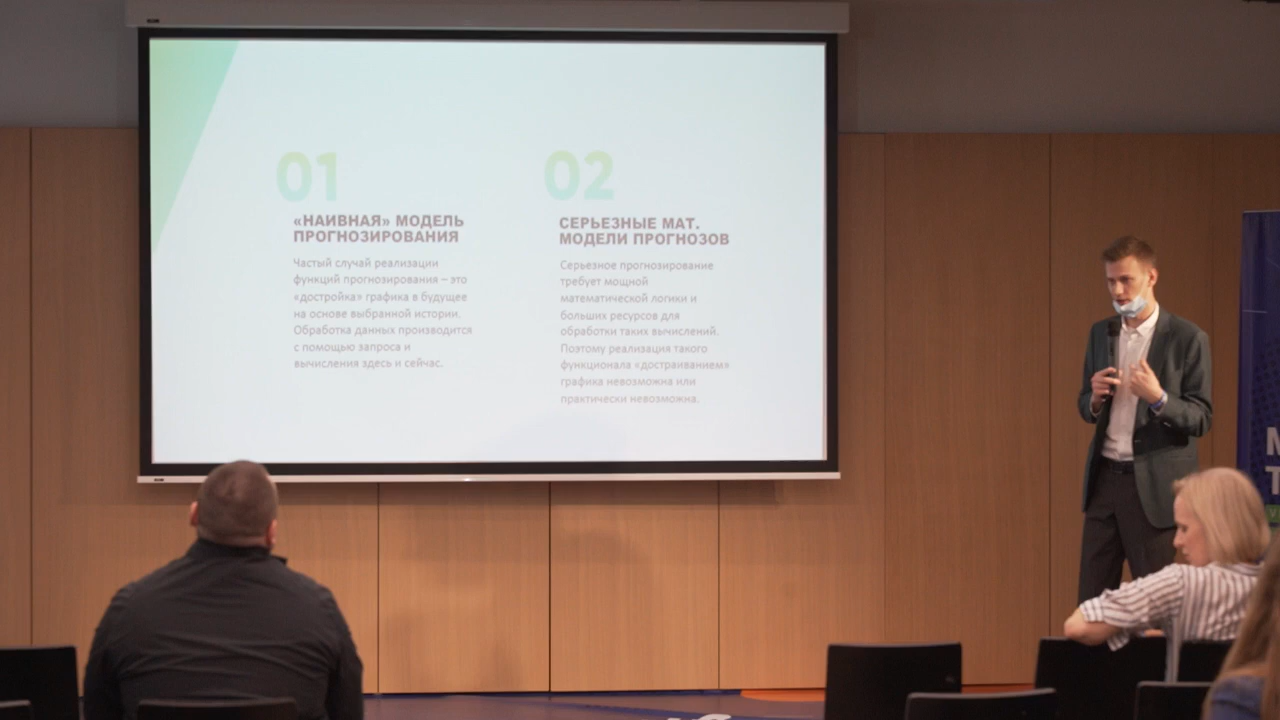 01
«НАИВНАЯ» МОДЕЛЬ
ПРОГНОЗИРОВАНИЯ
Частый случай реализации
функций прогнозирования – это
«достройка» графика в будущее
на основе выбранной истории.
Обработка данных производится
с помощью запроса и
вычисления здесь и сейчас.
02
СЕРЬЕЗНЫЕ МАТ.
МОДЕЛИ ПРОГНОЗОВ
Серьезное прогнозирование
требует мощной
математической логики и
больших ресурсов для
обработки таких вычислений.
Поэтому реализация такого
функционала «достраиванием»
графика невозможна или
практически невозможна.